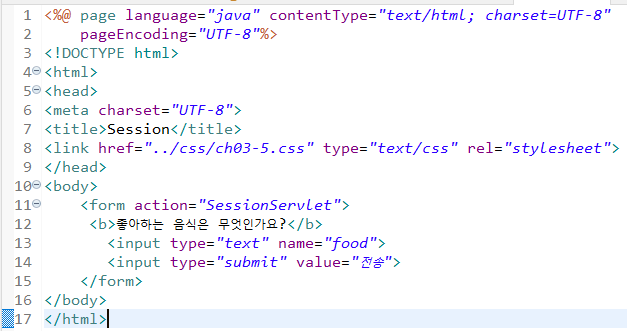 1 <%@ page language="java" contentType="text/html; charset=UTF-8"
2     pageEncoding="UTF-8"%>
3 <!DOCTYPE html>
4 <html>
5 <head>
6 <meta charset="UTF-8">
7 <title>Session</title>
8 <link href="../css/ch03-5.css" type="text/css" rel="stylesheet">
9 </head>
10 <body>
11     <form action="SessionServlet">
12      <b>좋아하는 음식은 무엇인가요?</b>
13        <input type="text" name="food">
14        <input type="submit" value="전송">
15     </form>
16 </body>
17 </html>